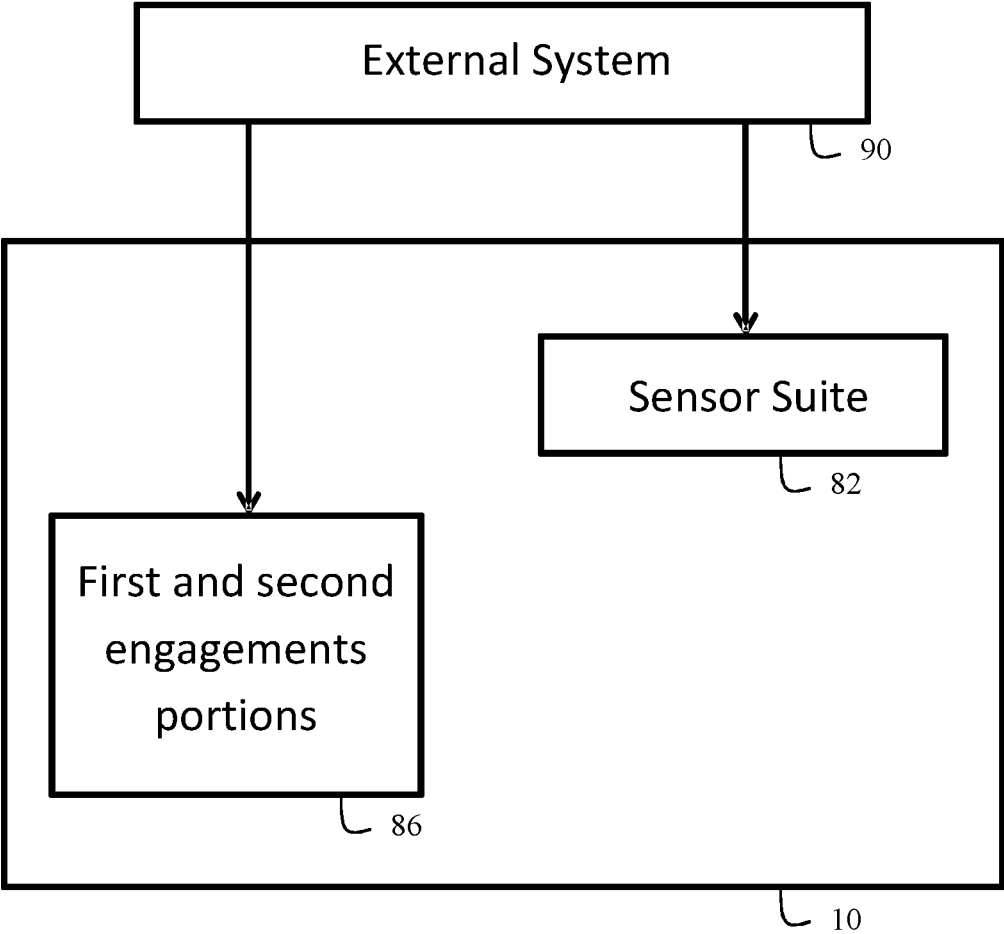 External System
90
Sensor Suite
82
First and second
engagements
portions
86
10